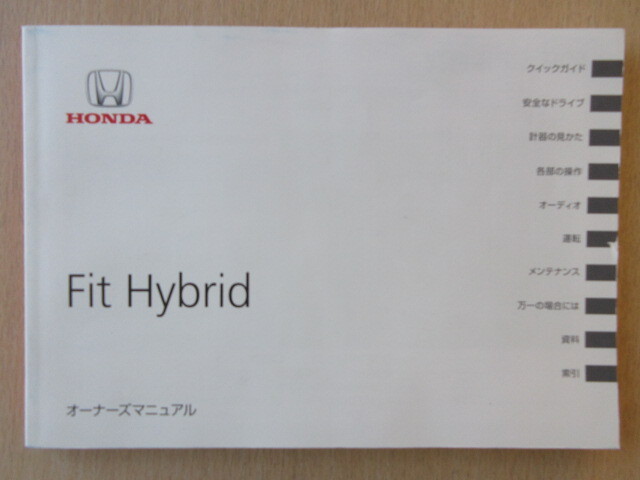 HONDA
Fit Hybrid
オーナーズマニュアル
クイックガイド
安全なドライブ
計器の見かた
各部の操作
オーディオ
運転
メンテナンス
万一の場合には
資料
索引